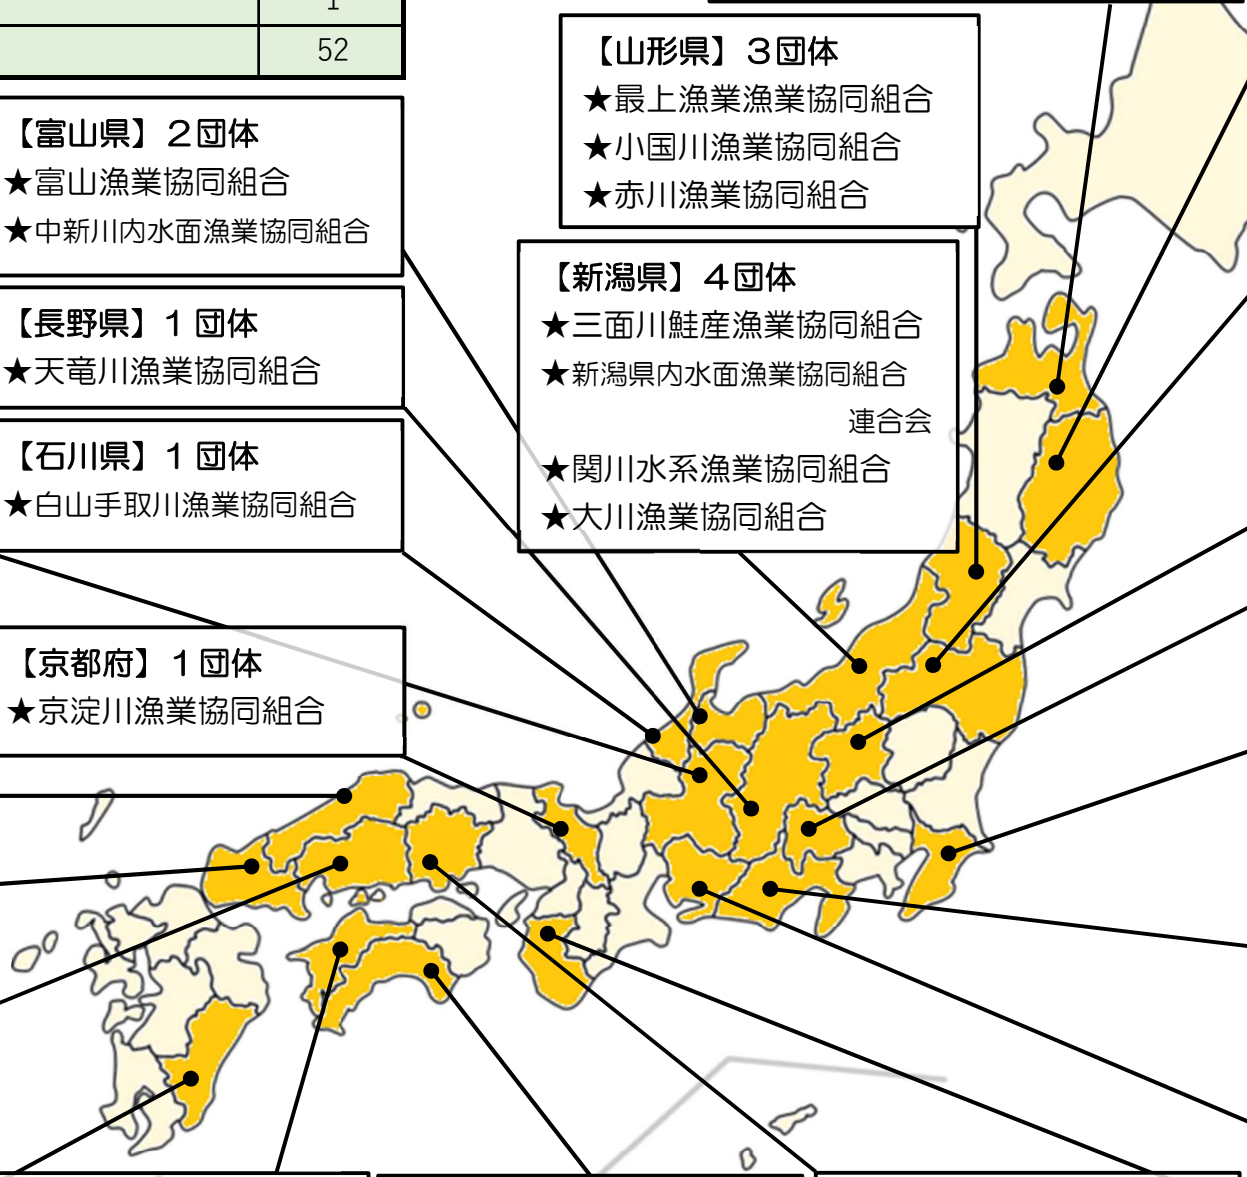 1
52
【富山県】２団体
★富山漁業協同組合
★中新川内水面漁業協同組合
【長野県】１団体
★天竜川漁業協同組合
【石川県】１団体
★白山手取川漁業協同組合
【京都府】１団体
★京淀川漁業協同組合
【山形県】３団体
★最上漁業漁業協同組合
★小国川漁業協同組合
★赤川漁業協同組合
【新潟県】４団体
★三面川鮭産漁業協同組合
★新潟県内水面漁業協同組合
連合会
★関川水系漁業協同組合
★大川漁業協同組合